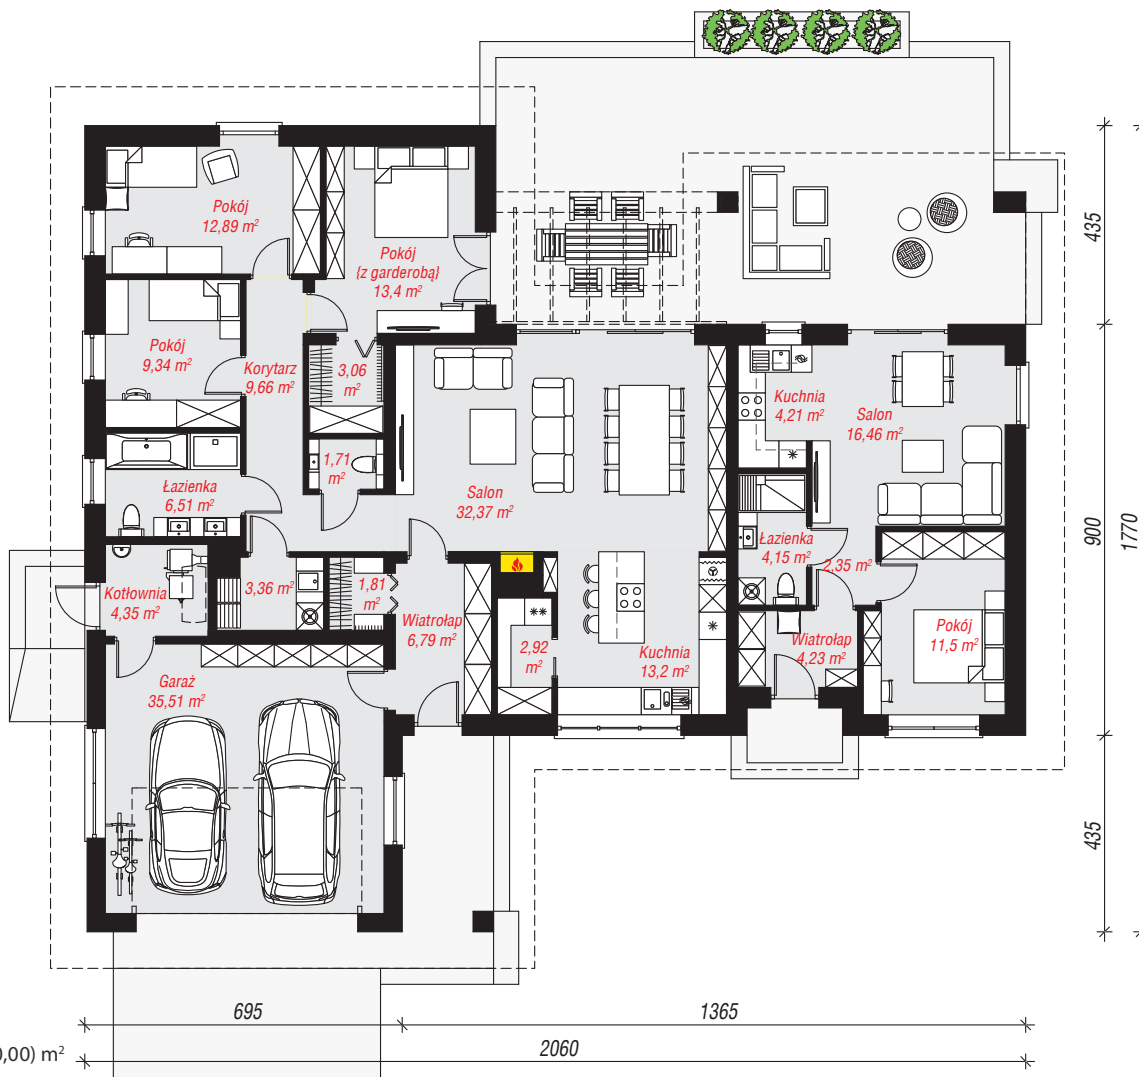 Pokój
12,89 m²
Pokój
{z garderobą}
13,4 m²
435
Pokój
9,34 m²
Korytarz
9,66 m²
3,06
m²
Kuchnia
4,21 m²
Salon
16,46 m²
1,71
m²
Łazienka
6,51 m²
Salon
32,37 m²
900
1770
Łazienka
4,15 m²
2,35 m²
Kotłownia
4,35 m²
3,36 m²
1,81
m²
Wiatrołap
6,79 m²
2,92
m²
Kuchnia
13,2 m²
Wiatrołap
4,23 m²
Pokój
11,5 m²
Garaż
35,51 m²
435
695
1365
2060
0,00) m²